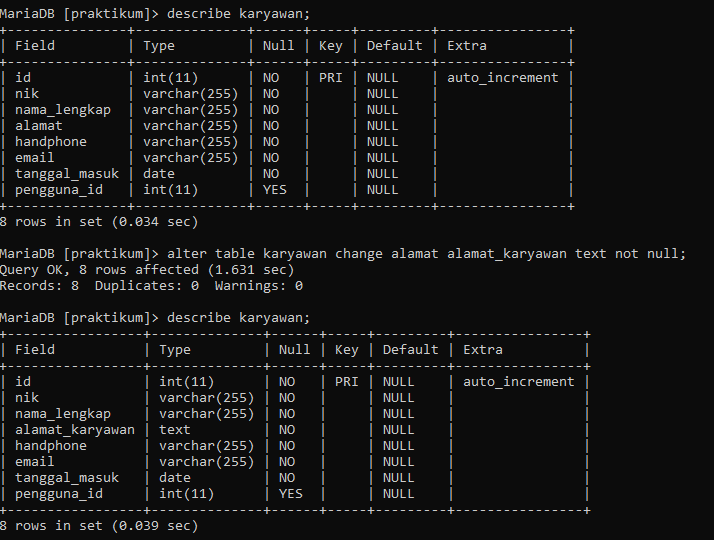 MariaDB [praktikum]> describe karyawan;
+---------------+--------------+------+-----+---------+----------------+
| Field         | Type         | Null | Key | Default | Extra          |
+---------------+--------------+------+-----+---------+----------------+
| id            | int(11)      | NO   | PRI | NULL    | auto_increment |
| nik           | varchar(255) | NO   |     | NULL    |                |
| nama_lengkap  | varchar(255) | NO   |     | NULL    |                |
| alamat        | varchar(255) | NO   |     | NULL    |                |
| handphone     | varchar(255) | NO   |     | NULL    |                |
| email         | varchar(255) | NO   |     | NULL    |                |
| tanggal_masuk | date         | NO   |     | NULL    |                |
| pengguna_id   | int(11)      | YES  |     | NULL    |                |
+---------------+--------------+------+-----+---------+----------------+
8 rows in set (0.034 sec)

MariaDB [praktikum]> alter table karyawan change alamat alamat_karyawan text not null;
Query OK, 8 rows affected (1.631 sec)
Records: 8  Duplicates: 0  Warnings: 0

MariaDB [praktikum]> describe karyawan;
+-----------------+--------------+------+-----+---------+----------------+
| Field           | Type         | Null | Key | Default | Extra          |
+-----------------+--------------+------+-----+---------+----------------+
| id              | int(11)      | NO   | PRI | NULL    | auto_increment |
| nik             | varchar(255) | NO   |     | NULL    |                |
| nama_lengkap    | varchar(255) | NO   |     | NULL    |                |
| alamat_karyawan | text         | NO   |     | NULL    |                |
| handphone       | varchar(255) | NO   |     | NULL    |                |
| email           | varchar(255) | NO   |     | NULL    |                |
| tanggal_masuk   | date         | NO   |     | NULL    |                |
| pengguna_id     | int(11)      | YES  |     | NULL    |                |
+-----------------+--------------+------+-----+---------+----------------+
8 rows in set (0.039 sec)